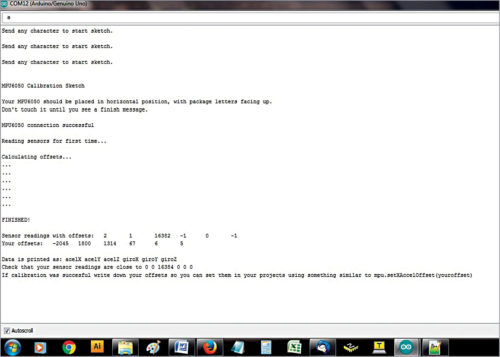 COM12 (Arduino/Genuino Uno)
a
Send any character to start sketch.
Send any character to start sketch.
Send any character to start sketch.
MPU6050 Calibration Sketch
Your MPU6050 should be placed in horizontal position, with package letters facing up.
Don't touch it until you see a finish message.
MPU6050 connection successful
Reading sensors for first time...
Calculating offsets...
...
...
...
...
...
...
FINISHED!
Sensor readings with offsets: 2 1 16382 -1 0 -1
Your offsets: -2045 1800 1314 67 6 5
Data is printed as: acelX acelY acelZ giroX giroY giroZ
Check that your sensor readings are close to 0 0 16384 0 0 0
If calibration was succesful write down your offsets so you can set them in your projects using something similar to mpu.setXAccelOffset(youroffset)
Autoscroll
Ai
W
T